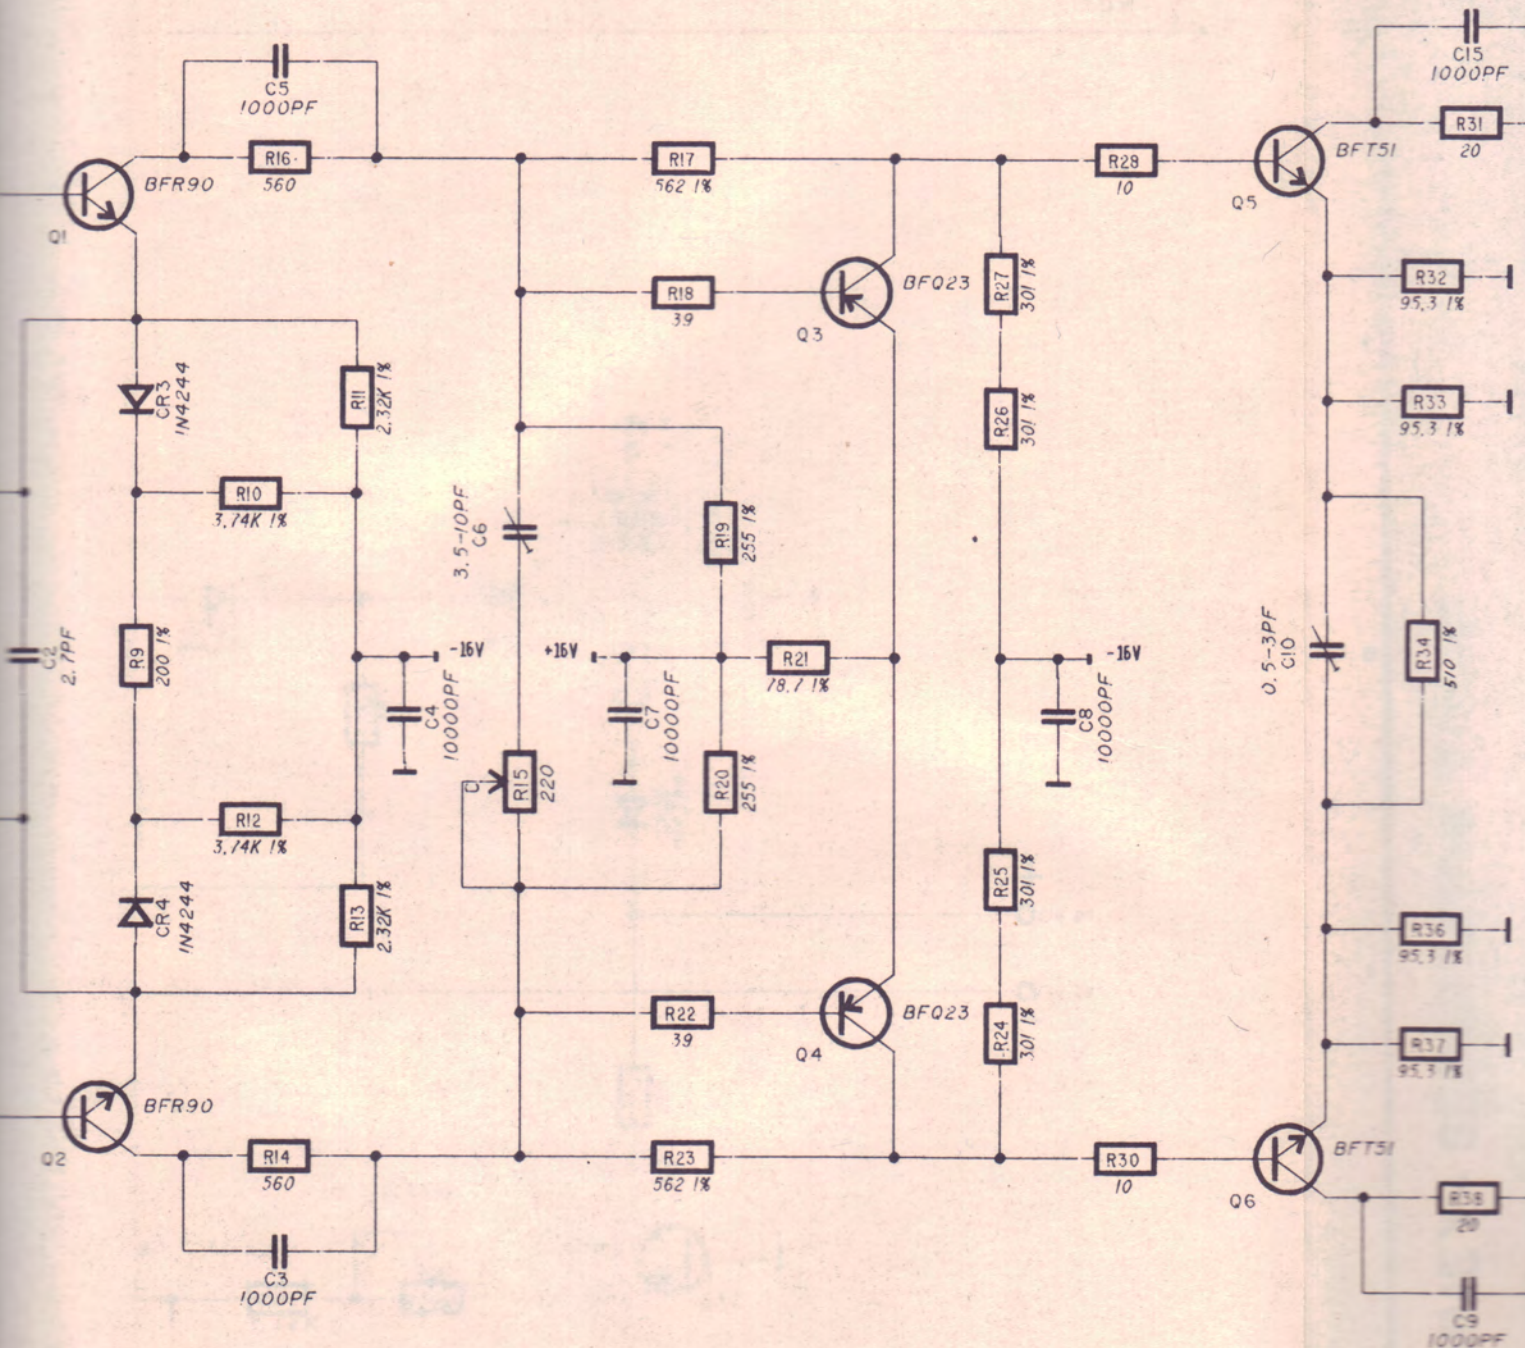 C5
1000PF
C15
1000PF
R16
560
R17
562 1%
R28
10
R31
20
BFR90
Q1
BFT51
Q5
R18
39
BFQ23
Q3
R27
301 1%
R32
95.3 1%
CR3
1N4244
R11
2.32K 1%
R26
301 1%
R33
95.3 1%
R10
3.74K 1%
3.5-10PF
C6
R19
255 1%
C2
2.7PF
R9
200 1%
-16V
+16V
R21
78.7 1%
-16V
0.5-3PF
C10
R34
510 1%
C4
10000PF
C7
10000PF
C8
10000PF
R15
220
R20
255 1%
R12
3.74K 1%
CR4
1N4244
R13
2.32K 1%
R25
301 1%
R36
95.3 1%
R22
39
BFQ23
Q4
R24
301 1%
R37
95.3 1%
BFR90
Q2
R14
560
R23
562 1%
R30
10
BFT51
Q6
R38
20
C3
1000PF
C9
1000PF